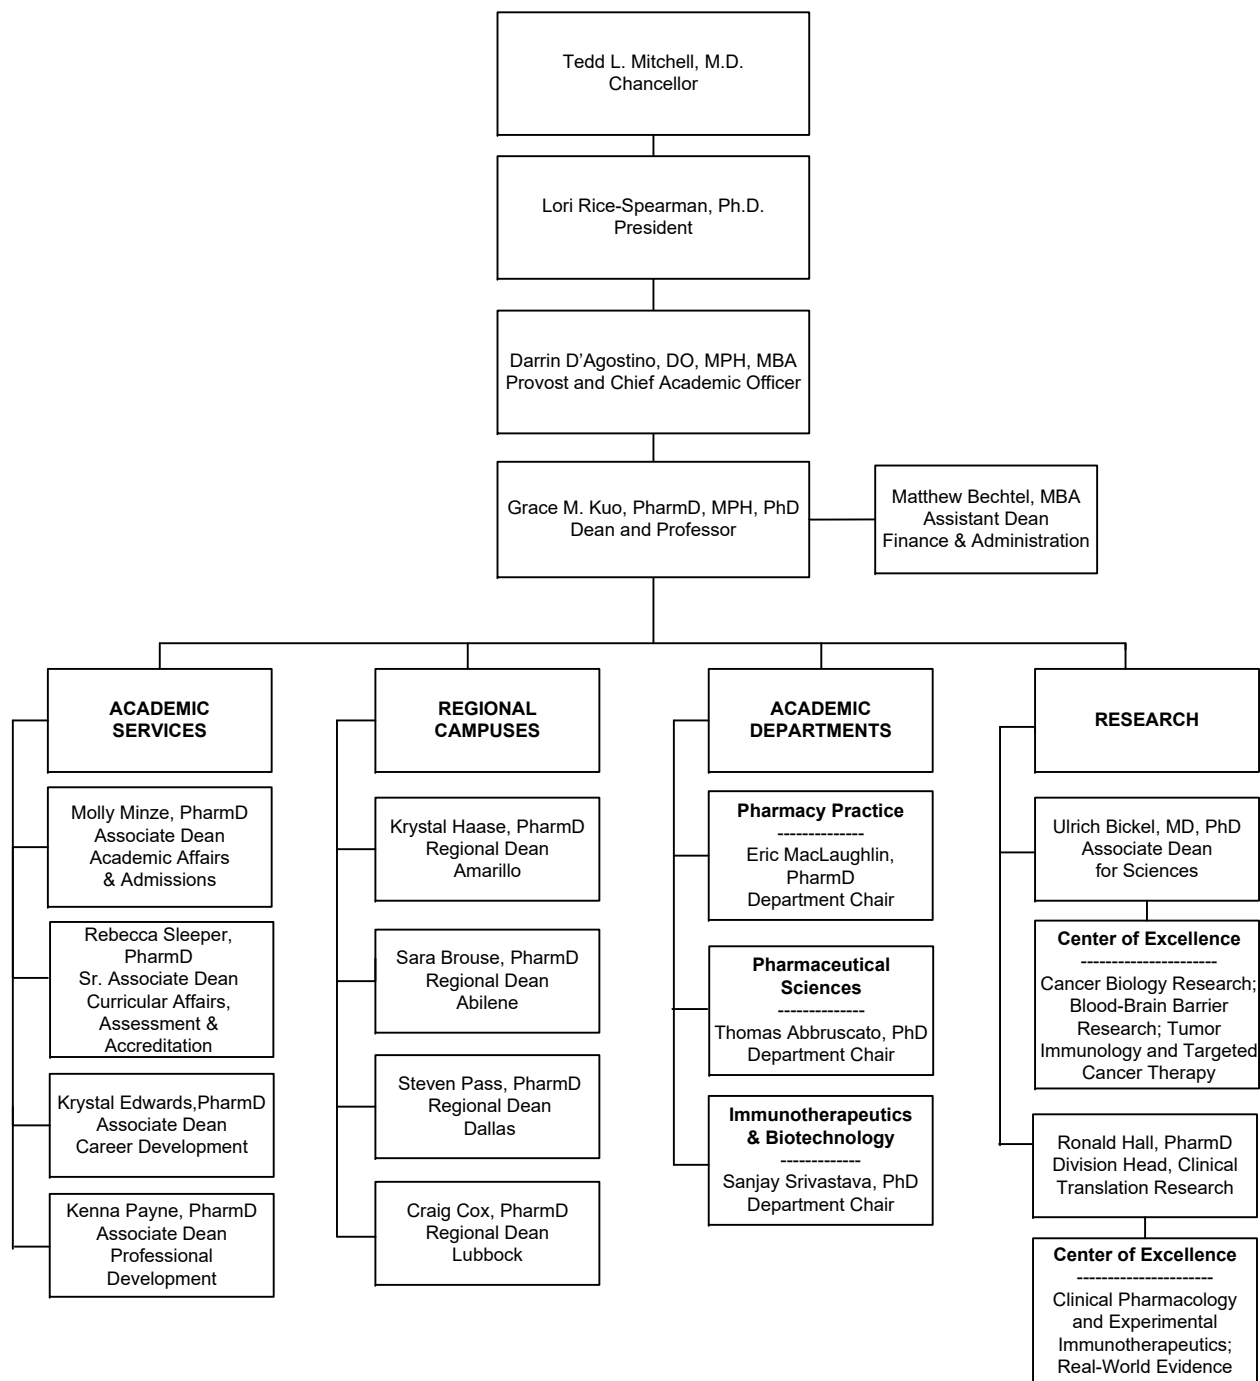 Tedd L. Mitchell, M.D.
Chancellor
Lori Rice-Spearman, Ph.D.
President
Darrin D’Agostino, DO, MPH, MBA
Provost and Chief Academic Officer
Grace M. Kuo, PharmD, MPH, PhD
Dean and Professor
Matthew Bechtel, MBA
Assistant Dean
Finance & Administration
ACADEMIC
SERVICES
Molly Minze, PharmD
Associate Dean
Academic Affairs
& Admissions
Rebecca Sleeper,
PharmD
Sr. Associate Dean
Curricular Affairs,
Assessment &
Accreditation
Krystal Edwards,PharmD
Associate Dean
Career Development
Kenna Payne, PharmD
Associate Dean
Professional
Development
REGIONAL
CAMPUSES
Krystal Haase, PharmD
Regional Dean
Amarillo
Sara Brouse, PharmD
Regional Dean
Abilene
Steven Pass, PharmD
Regional Dean
Dallas
Craig Cox, PharmD
Regional Dean
Lubbock
ACADEMIC
DEPARTMENTS
Pharmacy Practice
--------------
Eric MacLaughlin,
PharmD
Department Chair
Pharmaceutical
Sciences
--------------
Thomas Abbruscato, PhD
Department Chair
Immunotherapeutics
& Biotechnology
-------------
Sanjay Srivastava, PhD
Department Chair
RESEARCH
Ulrich Bickel, MD, PhD
Associate Dean
for Sciences
Center of Excellence
----------------------
Cancer Biology Research;
Blood-Brain Barrier
Research; Tumor
Immunology and Targeted
Cancer Therapy
Ronald Hall, PharmD
Division Head, Clinical
Translation Research
Center of Excellence
----------------------
Clinical Pharmacology
and Experimental
Immunotherapeutics;
Real-World Evidence